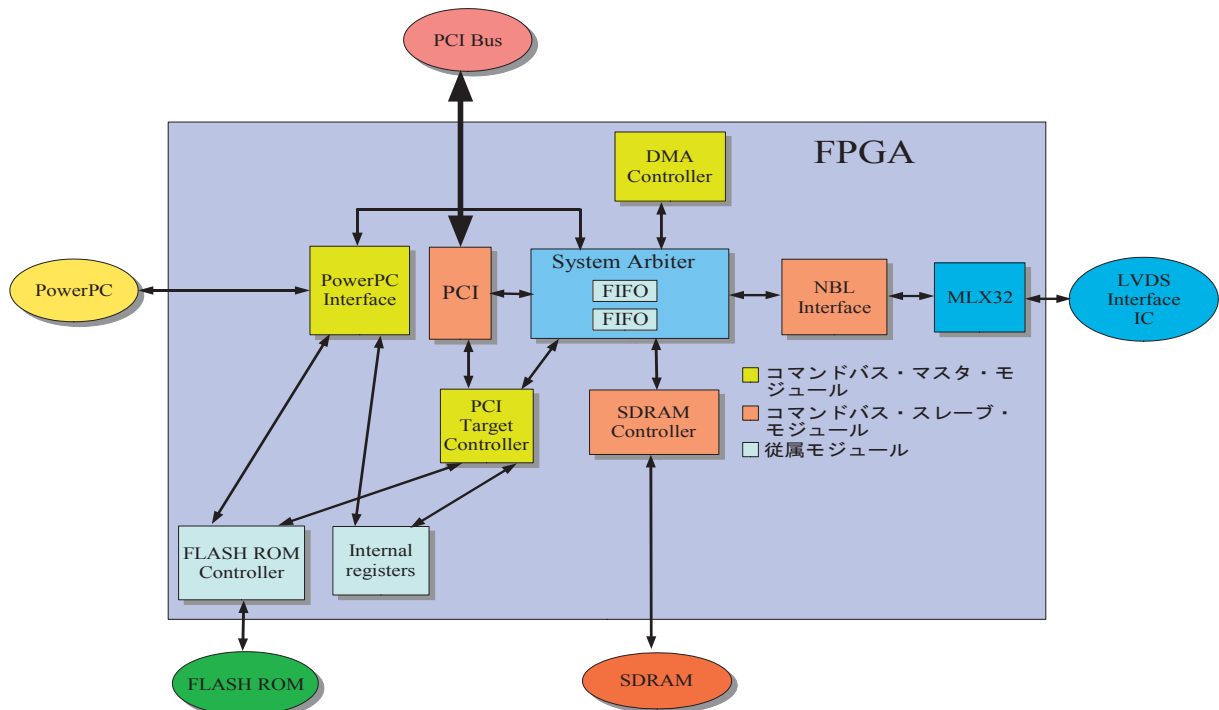 PCI Bus
FPGA
DMA
Controller
System Arbiter
FIFO
FIFO
PowerPC
PowerPC
Interface
PCI
NBL
Interface
MLX32
LVDS
Interface
IC
PCI
Target
Controller
SDRAM
Controller
コマンドバス・マスタ・モ
ジュール
コマンドバス・スレーブ・
モジュール
従属モジュール
FLASH ROM
Controller
Internal
registers
FLASH ROM
SDRAM